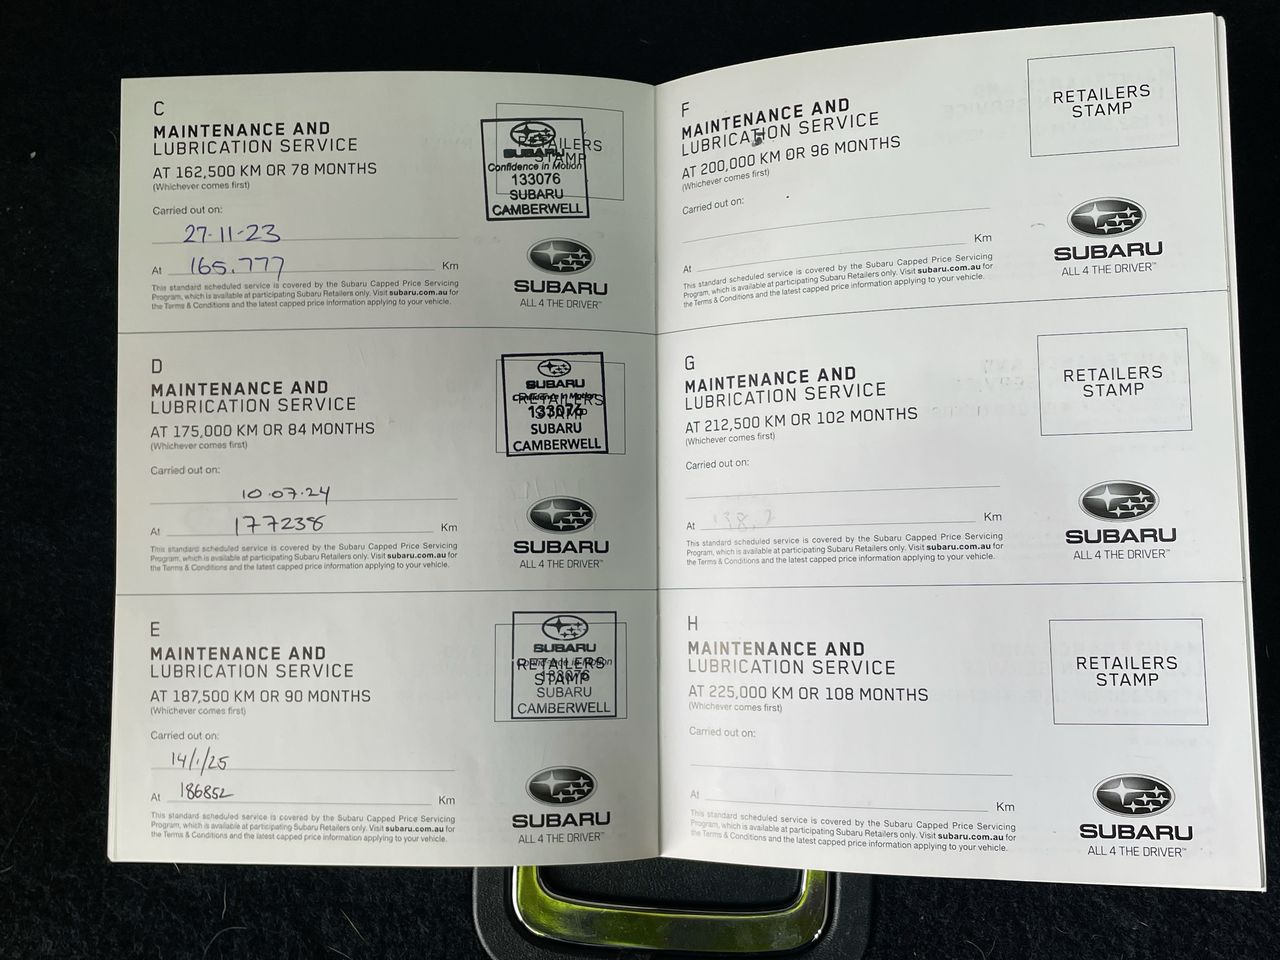 C
MAINTENANCE AND
LUBRICATION SERVICE
AT 162,500 KM OR 78 MONTHS
(Whichever comes first)
Carried out on:
27-11-23
At 165.777 Km
This standard scheduled service is covered by the Subaru Capped Price Servicing
Program, which is available at participating Subaru Retailers only. Visit subaru.com.au for
the Terms & Conditions and the latest capped price information applying to your vehicle.
RETAILERS
STAMP
SUBARU
Confidence in Motion
133076
SUBARU
CAMBERWELL
SUBARU
ALL 4 THE DRIVER™
D
MAINTENANCE AND
LUBRICATION SERVICE
AT 175,000 KM OR 84 MONTHS
(Whichever comes first)
Carried out on:
10.07.24
At 177238 Km
This standard scheduled service is covered by the Subaru Capped Price Servicing
Program, which is available at participating Subaru Retailers only. Visit subaru.com.au for
the Terms & Conditions and the latest capped price information applying to your vehicle.
SUBARU
Confidence in Motion
RETAILERS
STAMP
133076
SUBARU
CAMBERWELL
SUBARU
ALL 4 THE DRIVER™
E
MAINTENANCE AND
LUBRICATION SERVICE
AT 187,500 KM OR 90 MONTHS
(Whichever comes first)
Carried out on:
14/1/25
At 186852 Km
This standard scheduled service is covered by the Subaru Capped Price Servicing
Program, which is available at participating Subaru Retailers only. Visit subaru.com.au for
the Terms & Conditions and the latest capped price information applying to your vehicle.
SUBARU
Confidence in Motion
RETAILERS
STAMP
133076
SUBARU
CAMBERWELL
SUBARU
ALL 4 THE DRIVER™
F
MAINTENANCE AND
LUBRICATION SERVICE
AT 200,000 KM OR 96 MONTHS
(Whichever comes first)
Carried out on:
At Km
This standard scheduled service is covered by the Subaru Capped Price Servicing
Program, which is available at participating Subaru Retailers only. Visit subaru.com.au for
the Terms & Conditions and the latest capped price information applying to your vehicle.
RETAILERS
STAMP
SUBARU
ALL 4 THE DRIVER™
G
MAINTENANCE AND
LUBRICATION SERVICE
AT 212,500 KM OR 102 MONTHS
(Whichever comes first)
Carried out on:
At Km
This standard scheduled service is covered by the Subaru Capped Price Servicing
Program, which is available at participating Subaru Retailers only. Visit subaru.com.au for
the Terms & Conditions and the latest capped price information applying to your vehicle.
RETAILERS
STAMP
SUBARU
ALL 4 THE DRIVER™
H
MAINTENANCE AND
LUBRICATION SERVICE
AT 225,000 KM OR 108 MONTHS
(Whichever comes first)
Carried out on:
At Km
This standard scheduled service is covered by the Subaru Capped Price Servicing
Program, which is available at participating Subaru Retailers only. Visit subaru.com.au for
the Terms & Conditions and the latest capped price information applying to your vehicle.
RETAILERS
STAMP
SUBARU
ALL 4 THE DRIVER™